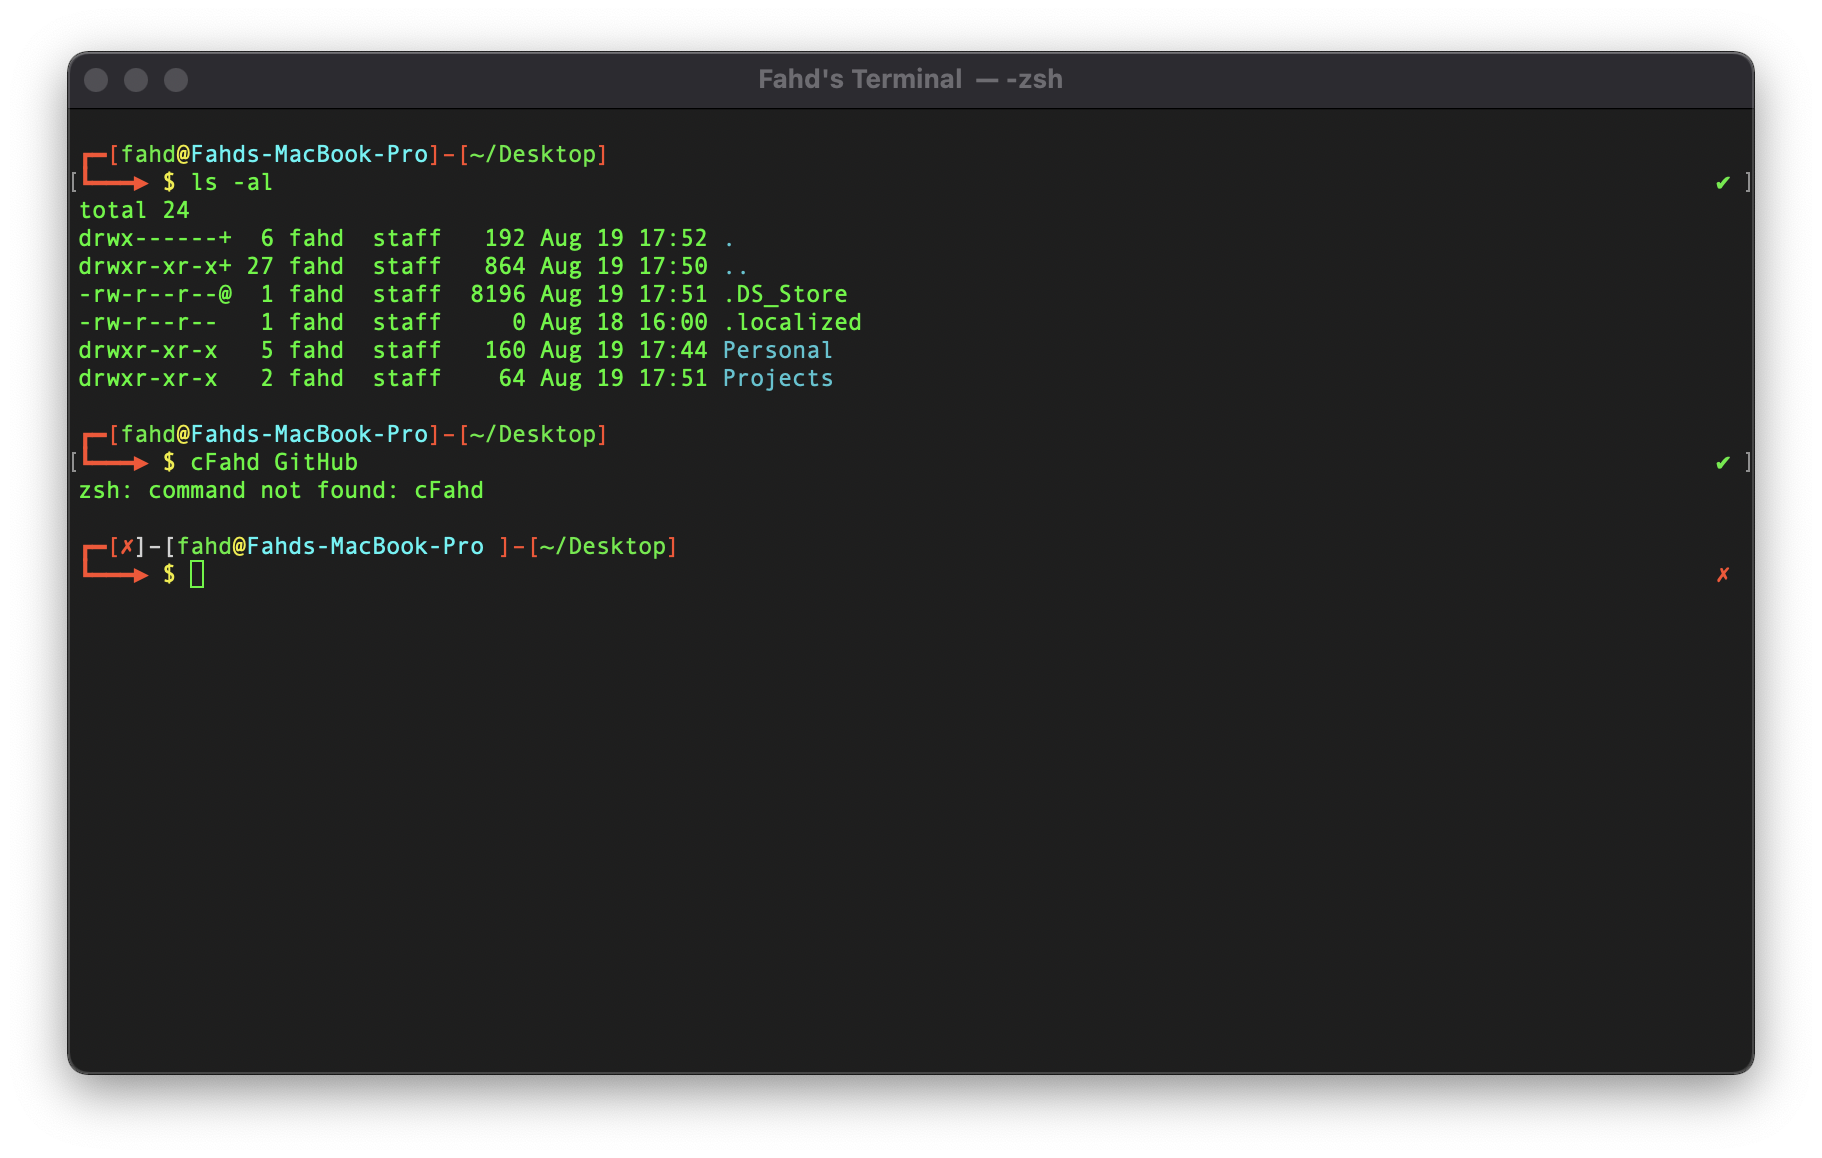 Fahd's Terminal — -zsh
┌─[fahd@Fahds-MacBook-Pro]-[~/Desktop]
[└──▶ $ ls -al ✔ ]
total 24
drwx------+  6 fahd  staff   192 Aug 19 17:52 .
drwxr-xr-x+ 27 fahd  staff   864 Aug 19 17:50 ..
-rw-r--r--@  1 fahd  staff  8196 Aug 19 17:51 .DS_Store
-rw-r--r--   1 fahd  staff     0 Aug 18 16:00 .localized
drwxr-xr-x   5 fahd  staff   160 Aug 19 17:44 Personal
drwxr-xr-x   2 fahd  staff    64 Aug 19 17:51 Projects
┌─[fahd@Fahds-MacBook-Pro]-[~/Desktop]
[└──▶ $ cFahd GitHub ✔ ]
zsh: command not found: cFahd
┌─[✗]-[fahd@Fahds-MacBook-Pro ]-[~/Desktop]
└──▶ $ ✗